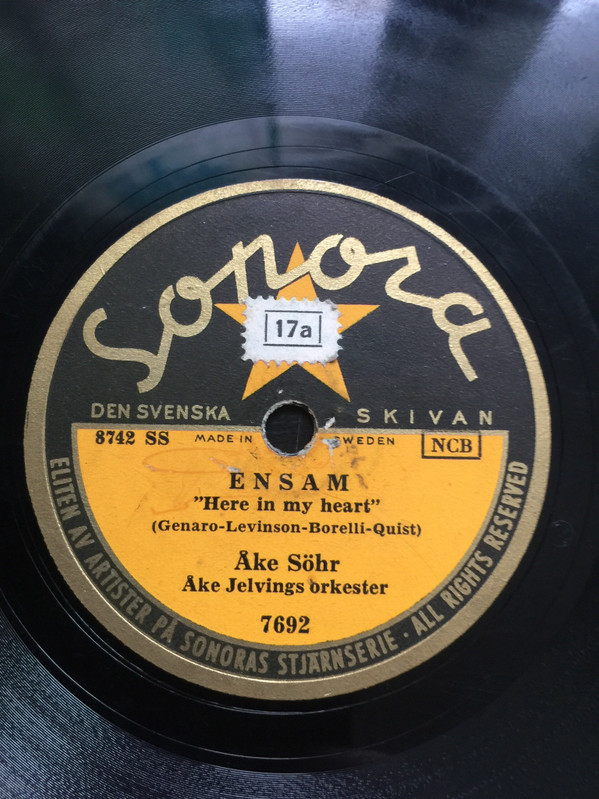 Sonora
17a
DEN SVENSKA SKIVAN
8742 SS MADE IN SWEDEN NCB
ENSAM
"Here in my heart"
(Genaro-Levinson-Borelli-Quist)
Åke Söhr
Åke Jelvings orkester
7692
ELITEN AV ARTISTER PÅ SONORAS STJÄRNSERIE · ALL RIGHTS RESERVED